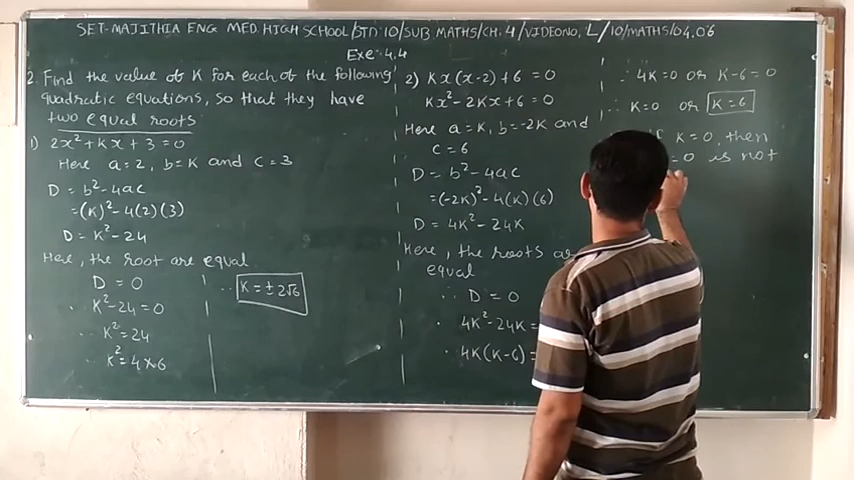 SET-MAJITHIA ENG MED. HIGH SCHOOL/STD:10/SUB MATHS/CH.4/VIDEO NO. L/10/MATHS/04.06
Exe-4.4
2. Find the value of K for each of the following
quadratic equations, so that they have
two equal roots
1) 2x²+Kx+3=0
Here a=2, b=K and c=3
D=b²-4ac
=(K)²-4(2)(3)
D=K²-24
Here, the root are equal
D=0
∴ K²-24=0
∴ K²=24
∴ K²=4×6
∴ K=±2√6
2) Kx(x-2)+6=0
Kx²-2Kx+6=0
Here a=K, b=-2K and
c=6
D=b²-4ac
=(-2K)²-4(K)(6)
D=4K²-24K
Here, the roots are
equal
∴ D=0
∴ 4K²-24K=
∴ 4K(K-6)=
∴ 4K=0 or K-6=0
∴ K=0 or K=6
If K=0, then
=0 is not